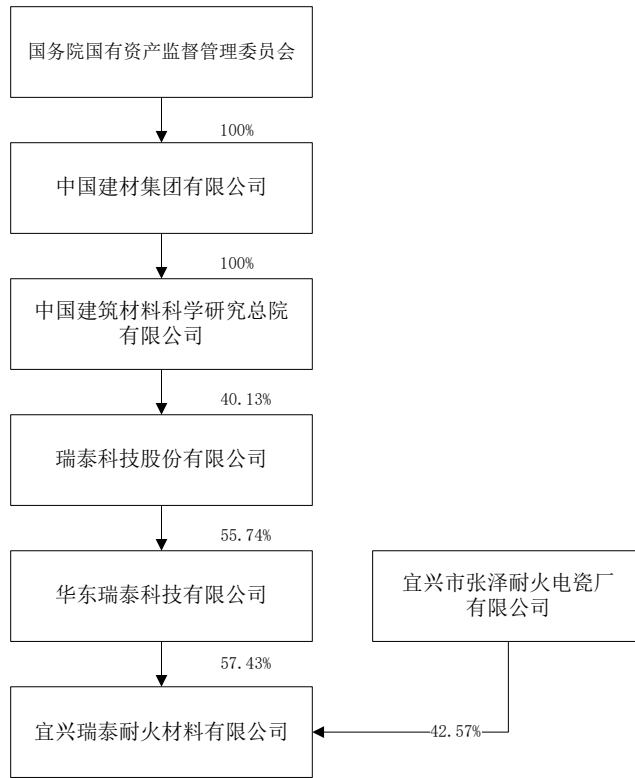 国务院国有资产监督管理委员会
100%
中国建材集团有限公司
100%
中国建筑材料科学研究总院
有限公司
40.13%
瑞泰科技股份有限公司
55.74%
华东瑞泰科技有限公司
宜兴市张泽耐火电瓷厂
有限公司
57.43%
宜兴瑞泰耐火材料有限公司
42.57%